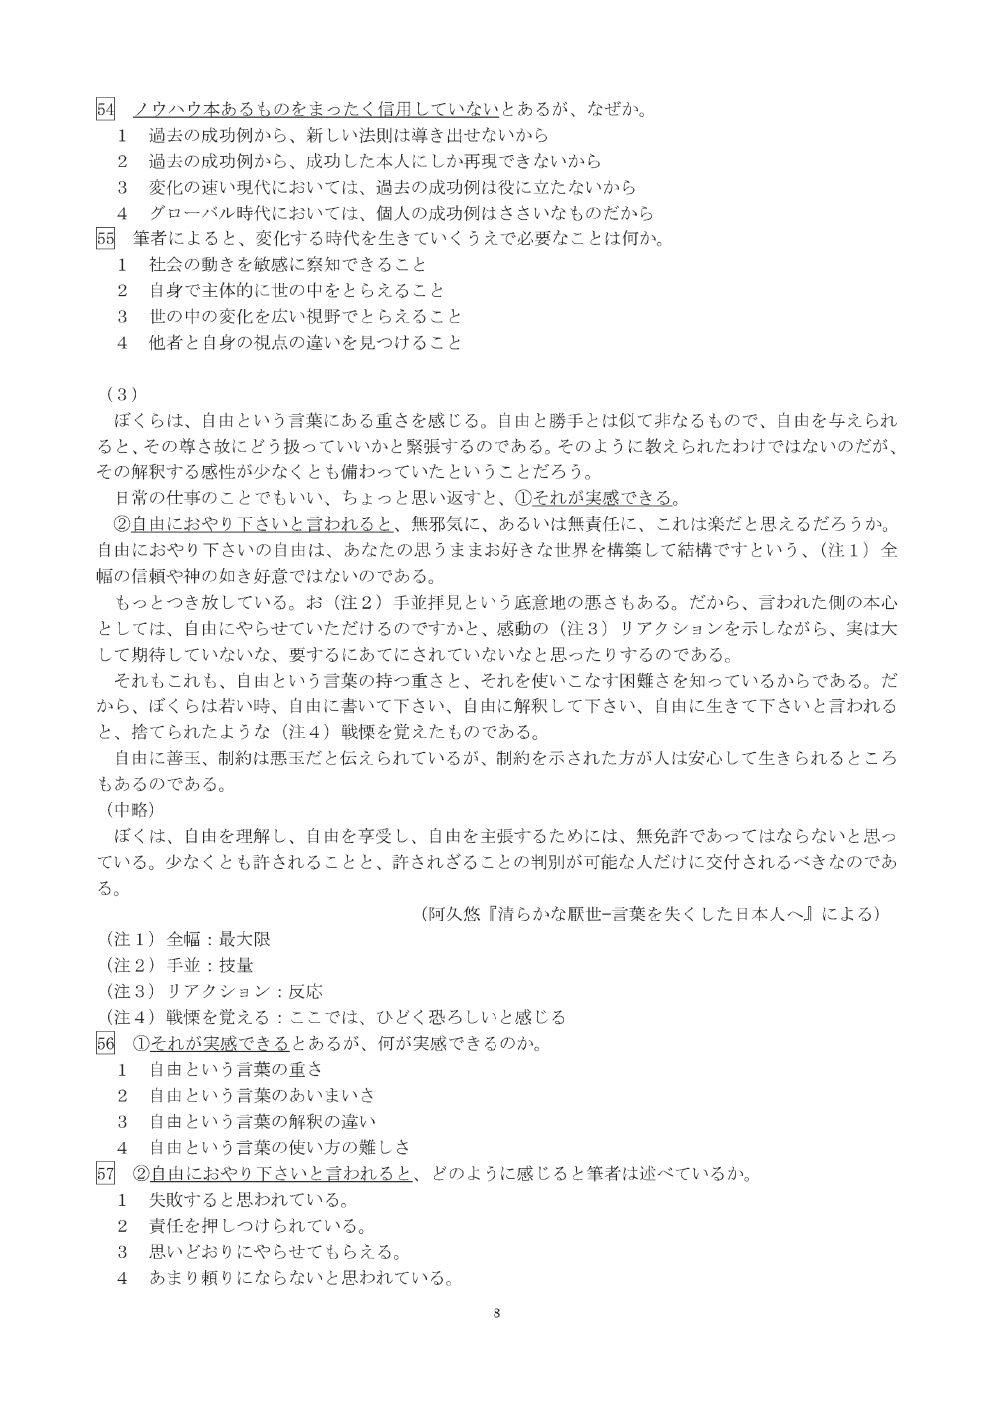 54　ノウハウ本あるものをまったく信用していないとあるが、なぜか。
1　過去の成功例から、新しい法則は導き出せないから
2　過去の成功例から、成功した本人にしか再現できないから
3　変化の速い現代においては、過去の成功例は役に立たないから
4　グローバル時代においては、個人の成功例はささいなものだから
55　筆者によると、変化する時代を生きていくうえで必要なことは何か。
1　社会の動きを敏感に察知できること
2　自身で主体的に世の中をとらえること
3　世の中の変化を広い視野でとらえること
4　他者と自身の視点の違いを見つけること
（3）
ぼくらは、自由という言葉にある重さを感じる。自由と勝手とは似て非なるもので、自由を与えられ
ると、その尊さ故にどう扱っていいかと緊張するのである。そのように教えられたわけではないのだが、
その解釈する感性が少なくとも備わっていたということだろう。
日常の仕事のことでもいい、ちょっと思い返すと、①それが実感できる。
②自由におやり下さいと言われると、無邪気に、あるいは無責任に、これは楽だと思えるだろうか。
自由におやり下さいの自由は、あなたの思うままお好きな世界を構築して結構ですという、（注１）全
幅の信頼や神の如き好意ではないのである。
もっとつき放している。お（注２）手並拝見という底意地の悪さもある。だから、言われた側の本心
としては、自由にやらせていただけるのですかと、感動の（注３）リアクションを示しながら、実は大
して期待していないな、要するにあてにされていないなと思ったりするのである。
それもこれも、自由という言葉の持つ重さと、それを使いこなす困難さを知っているからである。だ
から、ぼくらは若い時、自由に書いて下さい、自由に解釈して下さい、自由に生きて下さいと言われる
と、捨てられたような（注４）戦慄を覚えたものである。
自由に善玉、制約は悪玉だと伝えられているが、制約を示された方が人は安心して生きられるところ
もあるのである。
（中略）
ぼくは、自由を理解し、自由を享受し、自由を主張するためには、無免許であってはならないと思っ
ている。少なくとも許されることと、許されざることの判別が可能な人だけに交付されるべきなのであ
る。
（阿久悠『清らかな厭世−言葉を失くした日本人へ』による）
（注１）全幅：最大限
（注２）手並：技量
（注３）リアクション：反応
（注４）戦慄を覚える：ここでは、ひどく恐ろしいと感じる
56　①それが実感できるとあるが、何が実感できるのか。
1　自由という言葉の重さ
2　自由という言葉のあいまいさ
3　自由という言葉の解釈の違い
4　自由という言葉の使い方の難しさ
57　②自由におやり下さいと言われると、どのように感じると筆者は述べているか。
1　失敗すると思われている。
2　責任を押しつけられている。
3　思いどおりにやらせてもらえる。
4　あまり頼りにならないと思われている。
8